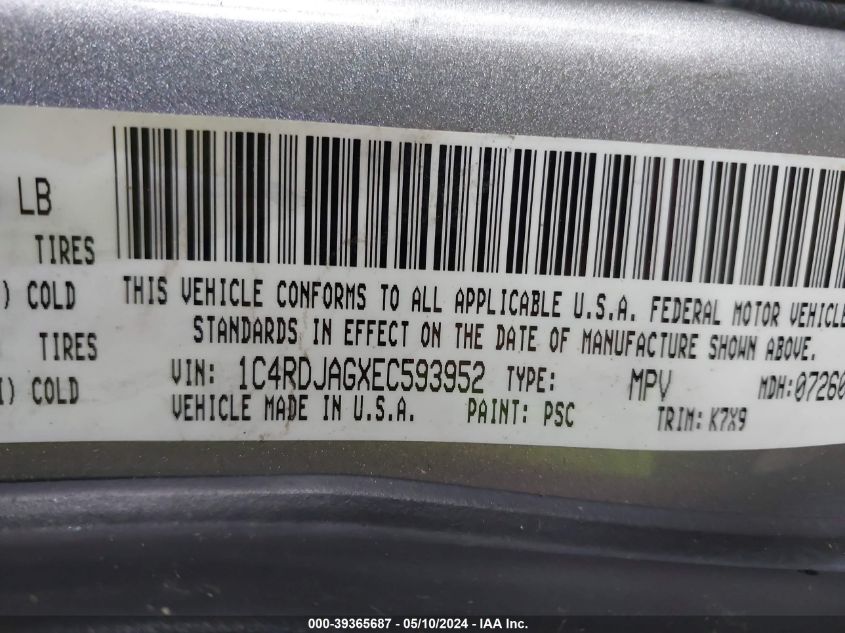 LB
TIRES
) COLD
TIRES
I) COLD
THIS VEHICLE CONFORMS TO ALL APPLICABLE U.S.A. FEDERAL MOTOR VEHICLE
STANDARDS IN EFFECT ON THE DATE OF MANUFACTURE SHOWN ABOVE.
VIN: 1C4RDJAGXEC593952 TYPE: MPV MDH:07260
VEHICLE MADE IN U.S.A. PAINT: PSC TRIM: K7X9
000-39365687 - 05/10/2024 - IAA Inc.